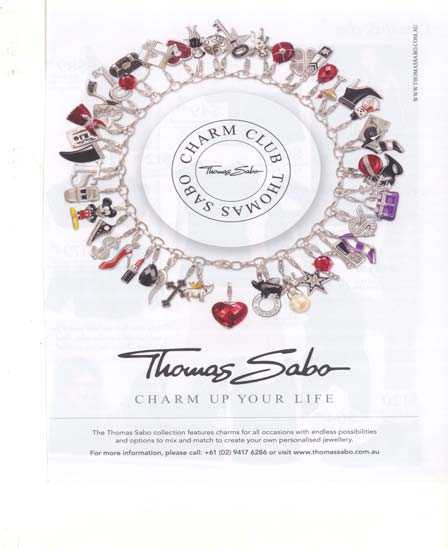 WWW.THOMASSABO.COM.AU
CHARM CLUB THOMAS SABO
Thomas Sabo
Thomas Sabo
CHARM UP YOUR LIFE
The Thomas Sabo collection features charms for all occasions with endless possibilities
and options to mix and match to create your own personalised jewellery.
For more information, please call: +61 (02) 9417 6286 or visit www.thomassabo.com.au